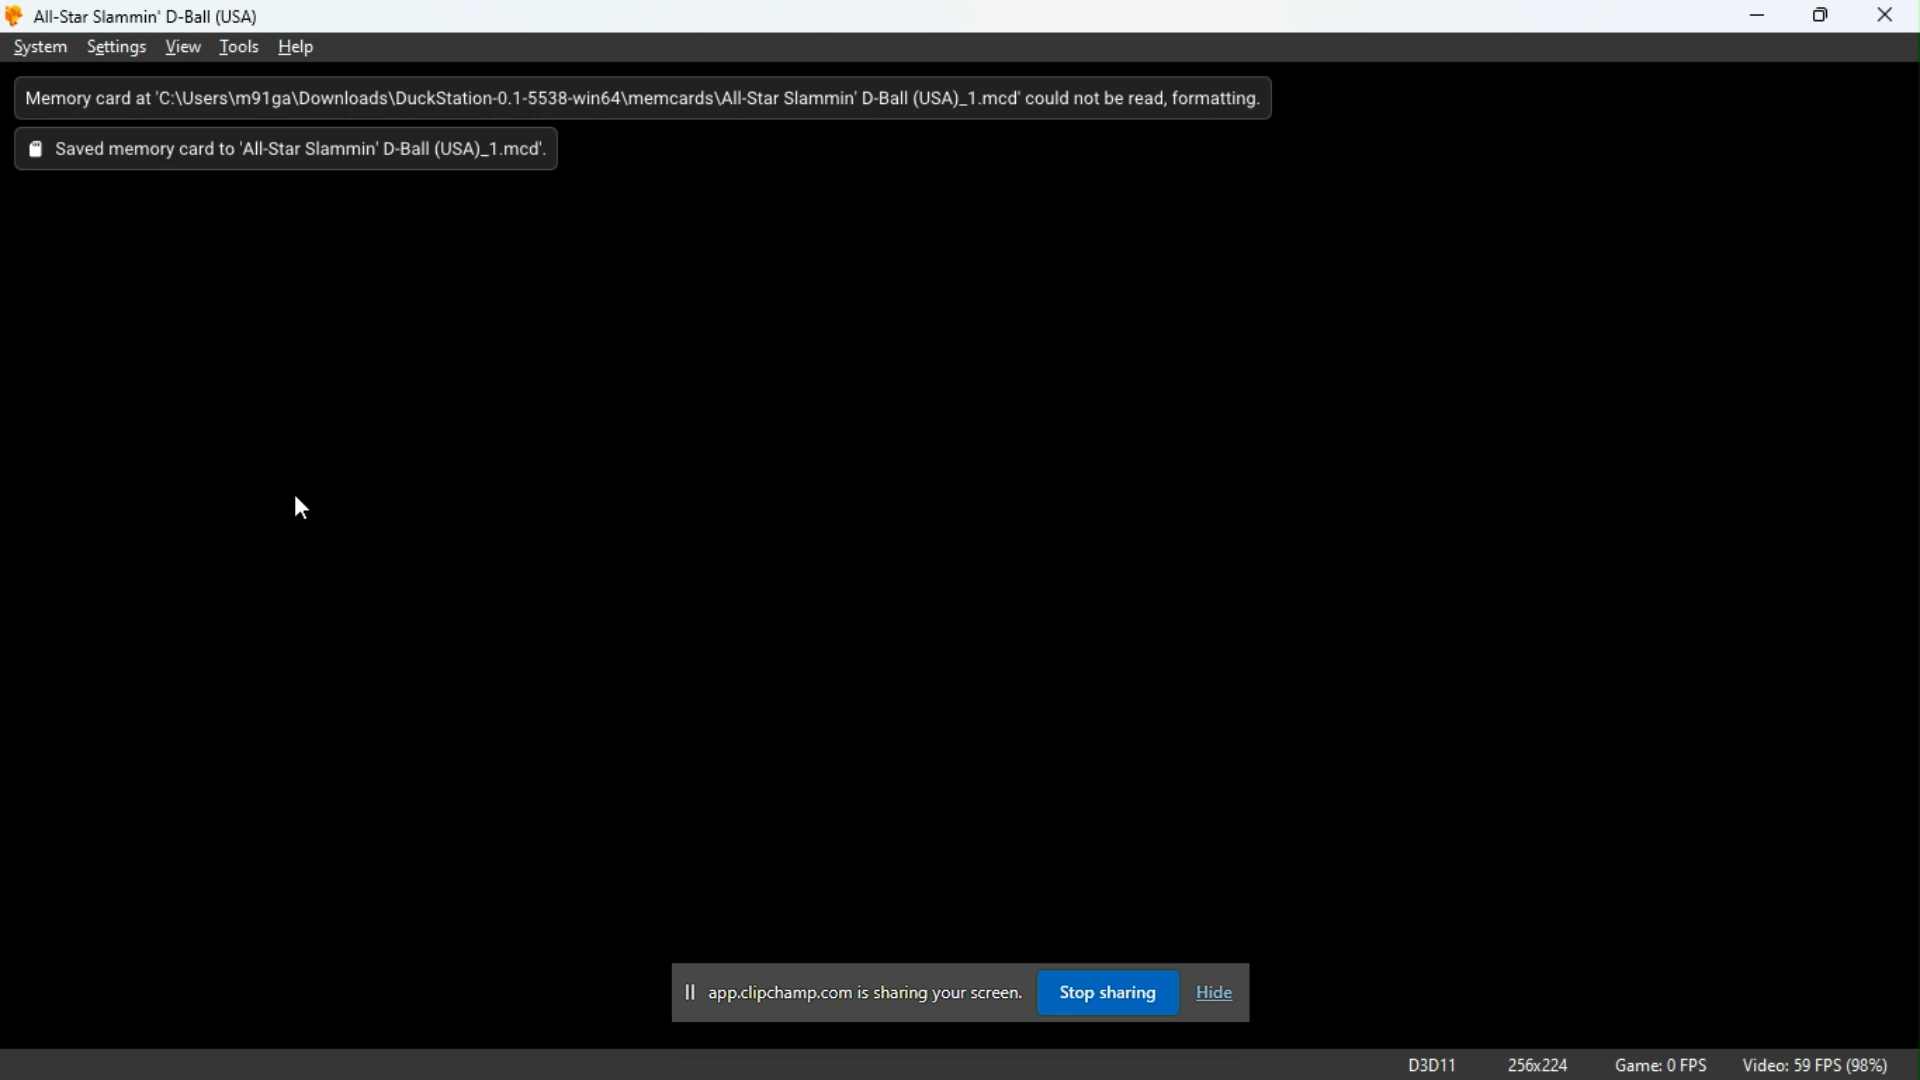 All-Star Slammin' D-Ball (USA)
System Settings View Tools Help
Memory card at 'C:\Users\m91ga\Downloads\DuckStation-0.1-5538-win64\memcards\All-Star Slammin' D-Ball (USA)_1.mcd' could not be read, formatting.
Saved memory card to 'All-Star Slammin' D-Ball (USA)_1.mcd'.
app.clipchamp.com is sharing your screen. Stop sharing Hide
D3D11 256x224 Game: 0 FPS Video: 59 FPS (98%)